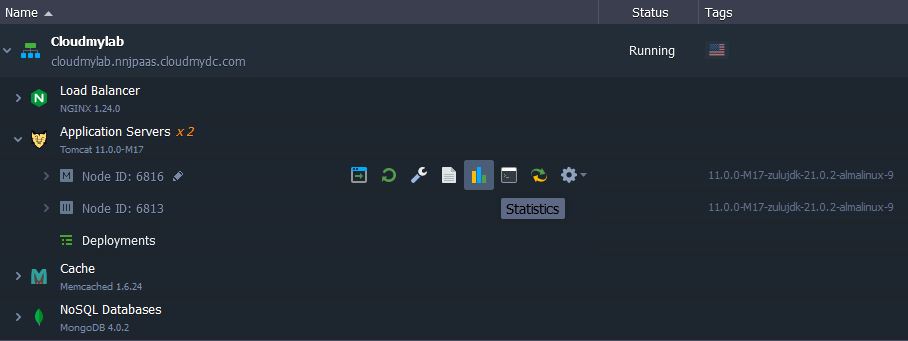 Name Status Tags
Cloudmylab
cloudmylab.nnjpaas.cloudmydc.com
Running
Load Balancer
NGINX 1.24.0
Application Servers x 2
Tomcat 11.0.0-M17
M Node ID: 6816 11.0.0-M17-zulujdk-21.0.2-almalinux-9
Node ID: 6813 11.0.0-M17-zulujdk-21.0.2-almalinux-9
Statistics
Deployments
Cache
Memcached 1.6.24
NoSQL Databases
MongoDB 4.0.2